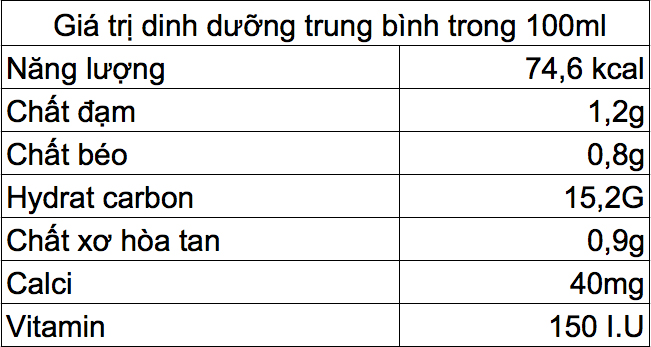 Giá trị dinh dưỡng trung bình trong 100ml
Năng lượng 74,6 kcal
Chất đạm 1,2g
Chất béo 0,8g
Hydrat carbon 15,2G
Chất xơ hòa tan 0,9g
Calci 40mg
Vitamin 150 I.U